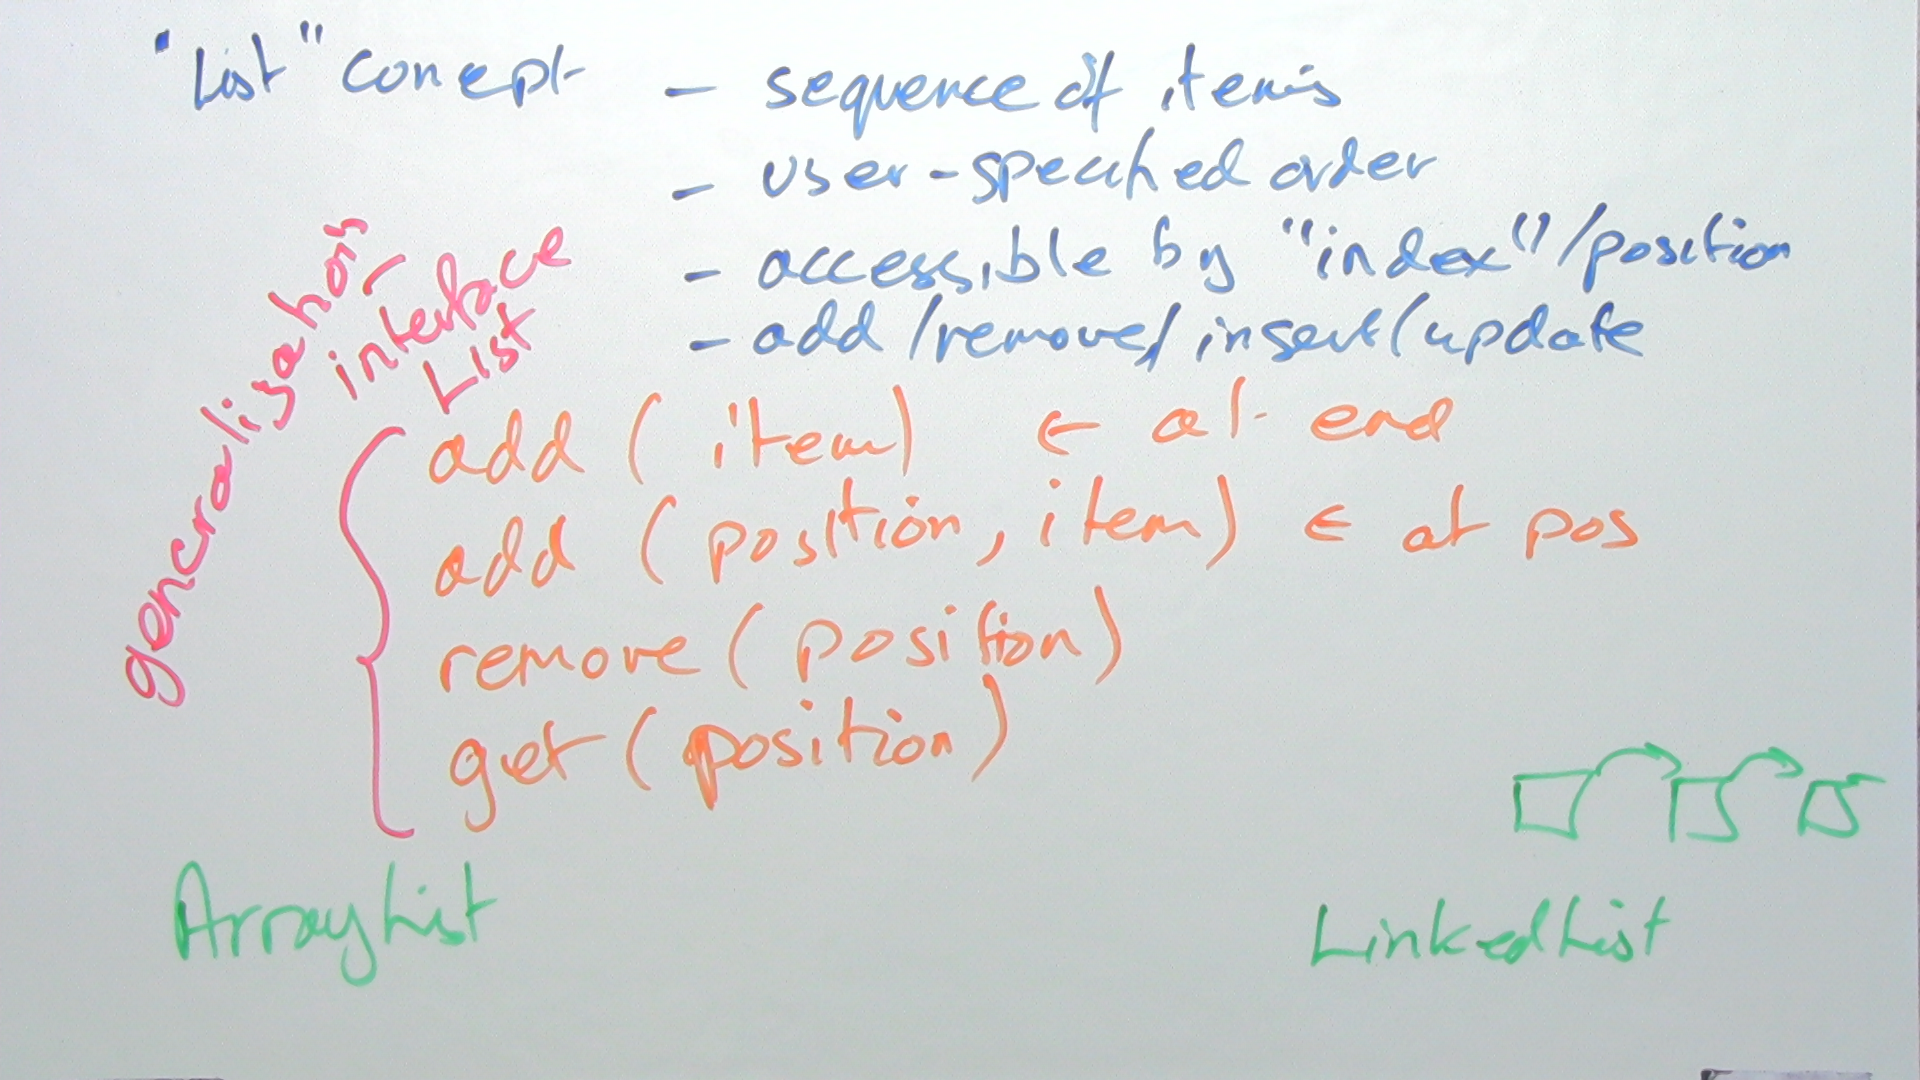 "List" concept - sequence of items
- user-specified order
- accessible by "index"/position
- add/remove/insert/update
generalisation
interface
List
add (item) ← at end
add (position, item) ← at pos
remove (position)
get (position)
ArrayList
LinkedList